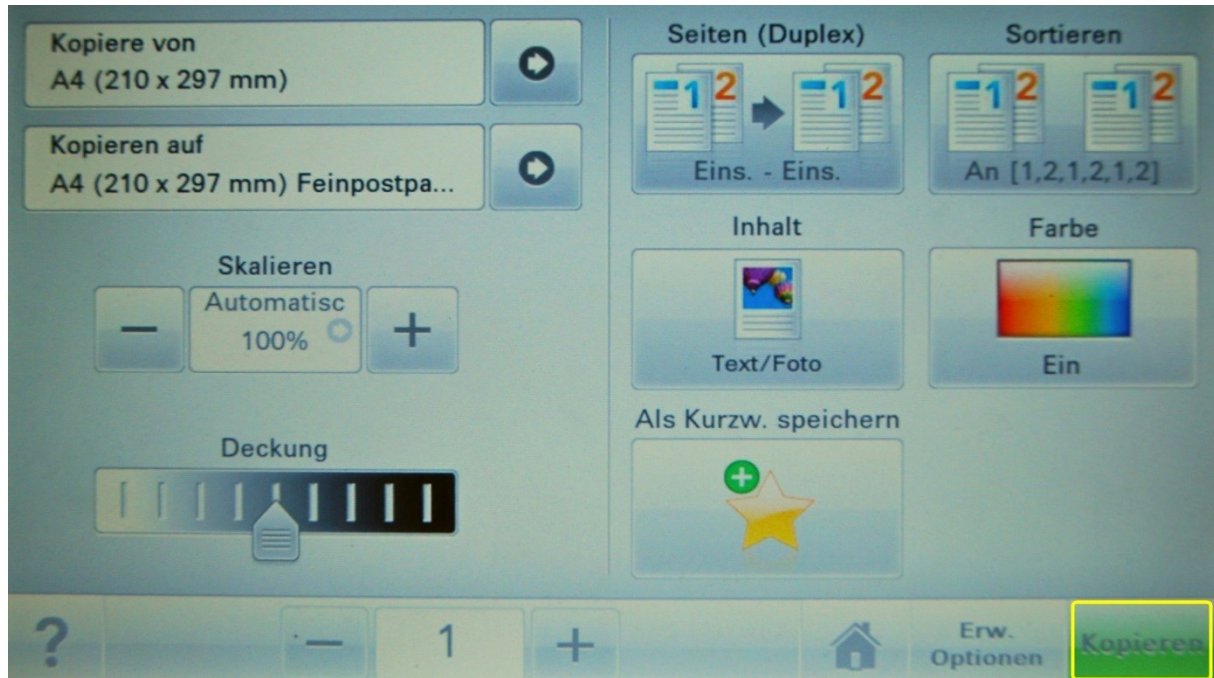 Kopiere von
A4 (210 x 297 mm)
Kopieren auf
A4 (210 x 297 mm) Feinpostpa...
Skalieren
Automatisc
100%
Deckung
Seiten (Duplex)
1 2 1 2
Eins. - Eins.
Sortieren
1 2 1 2
An [1,2,1,2,1,2]
Inhalt
Text/Foto
Farbe
Ein
Als Kurzw. speichern
?
− 1 +
Erw.
Optionen
Kopieren